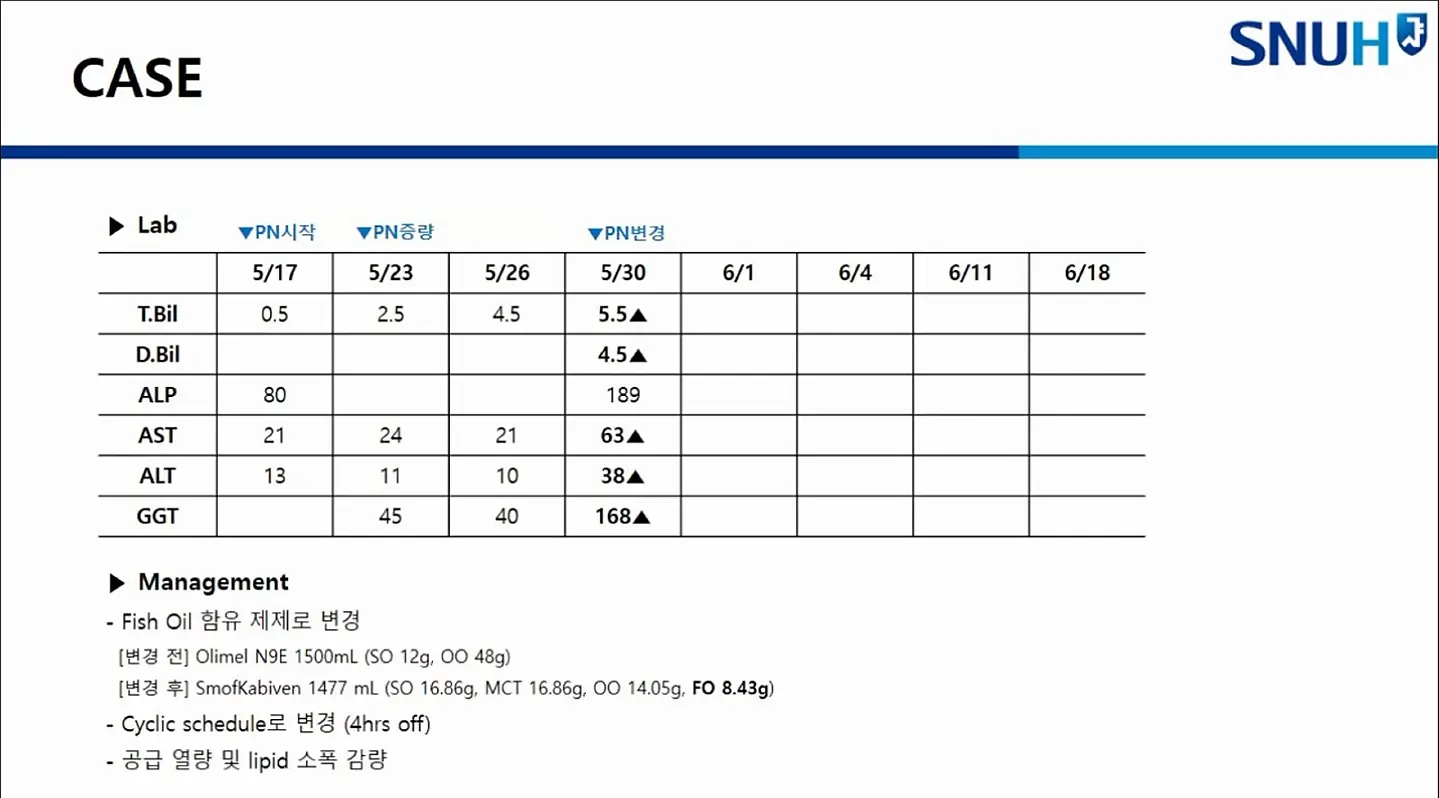 SNUH
CASE
▶ Lab
▼PN시작 ▼PN증량 ▼PN변경
5/17 5/23 5/26 5/30 6/1 6/4 6/11 6/18
T.Bil 0.5 2.5 4.5 5.5▲
D.Bil 4.5▲
ALP 80 189
AST 21 24 21 63▲
ALT 13 11 10 38▲
GGT 45 40 168▲
▶ Management
- Fish Oil 함유 제제로 변경
[변경 전] Olimel N9E 1500mL (SO 12g, OO 48g)
[변경 후] SmofKabiven 1477 mL (SO 16.86g, MCT 16.86g, OO 14.05g, FO 8.43g)
- Cyclic schedule로 변경 (4hrs off)
- 공급 열량 및 lipid 소폭 감량